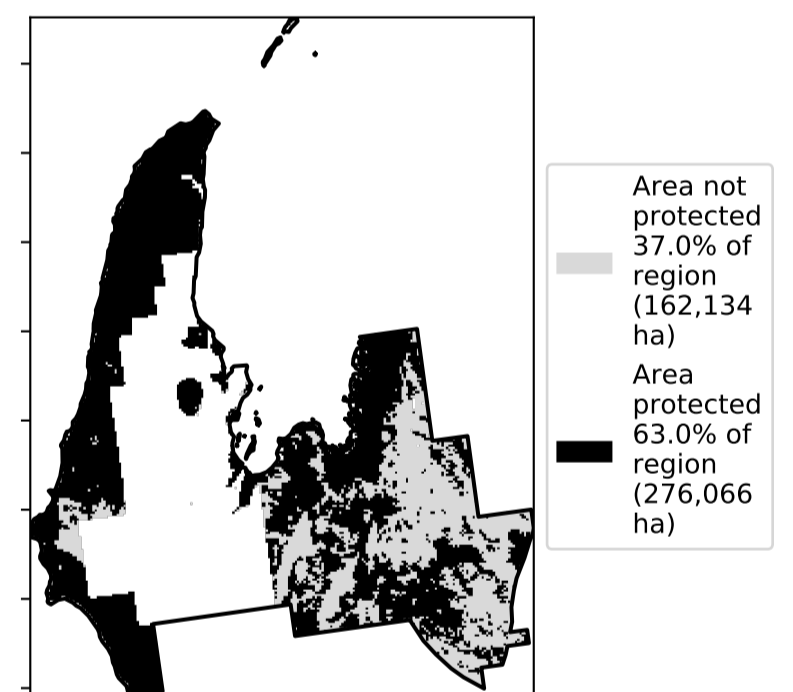 Area not
protected
37.0% of
region
(162,134
ha)
Area
protected
63.0% of
region
(276,066
ha)